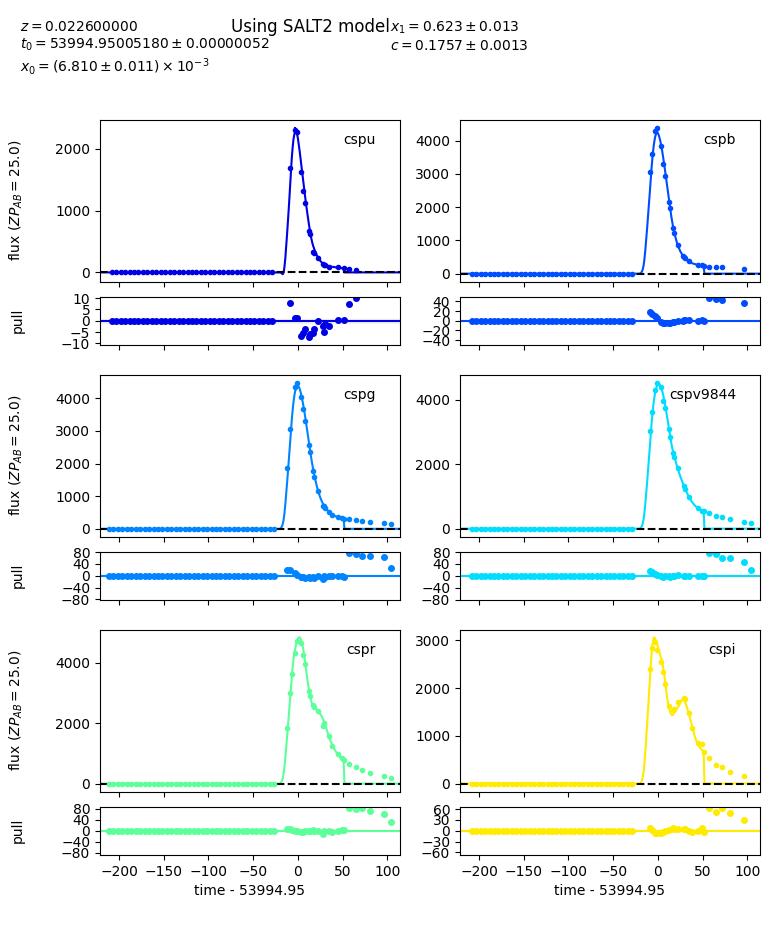 Using SALT2 model
z = 0.022600000
t0 = 53994.95005180 ± 0.00000052
x0 = (6.810 ± 0.011) × 10^−3
x1 = 0.623 ± 0.013
c = 0.1757 ± 0.0013
flux (ZP_AB = 25.0)
2000
1000
0
cspu
4000
3000
2000
1000
0
cspb
pull
10
5
0
−5
−10
40
20
0
−20
−40
flux (ZP_AB = 25.0)
4000
3000
2000
1000
0
cspg
4000
2000
0
cspv9844
pull
80
40
0
−40
−80
80
40
0
−40
−80
flux (ZP_AB = 25.0)
4000
2000
0
cspr
3000
2000
1000
0
cspi
pull
80
40
0
−40
−80
60
30
0
−30
−60
−200 −150 −100 −50 0 50 100
time - 53994.95
−200 −150 −100 −50 0 50 100
time - 53994.95